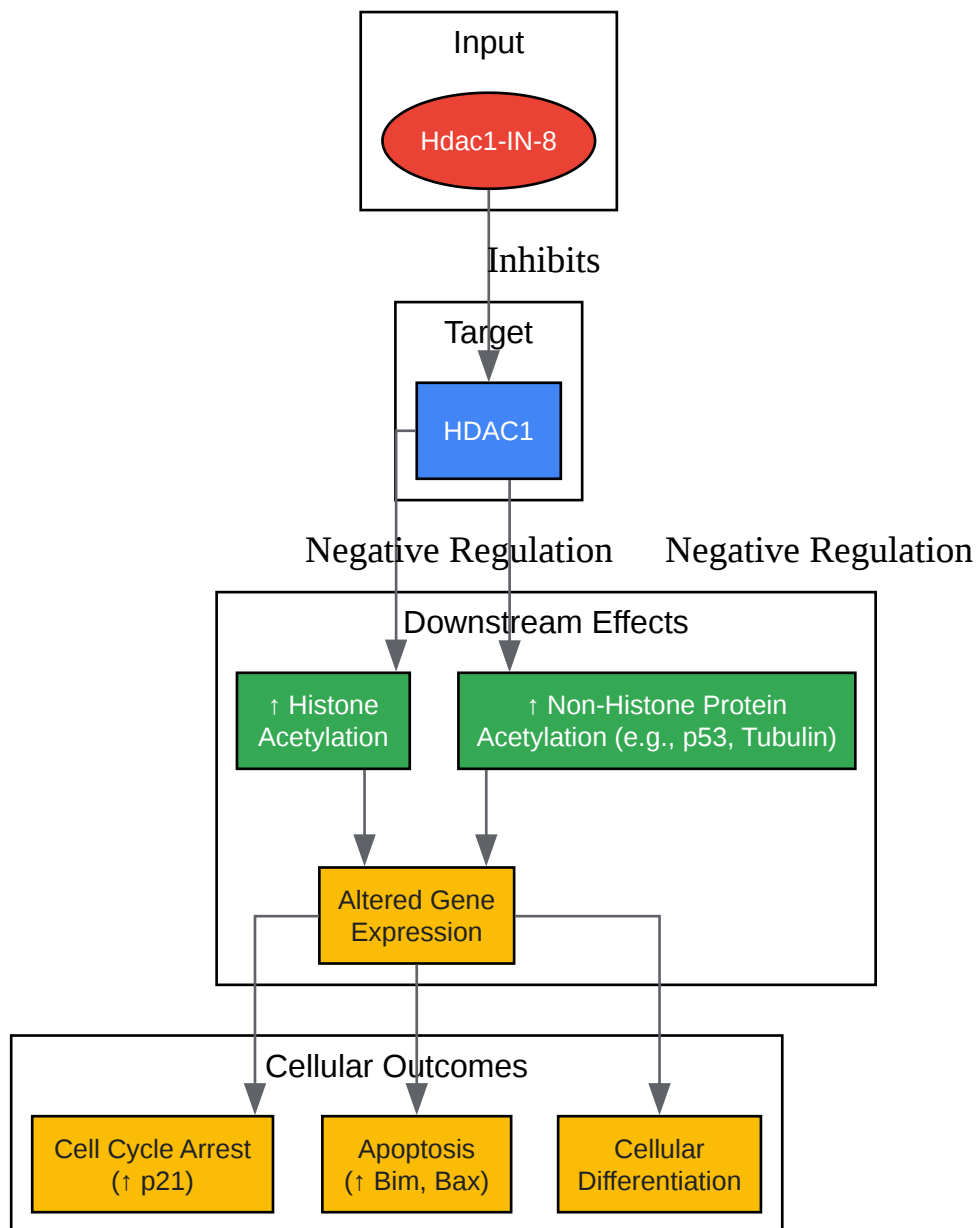 Input
Hdac1-IN-8
Inhibits
Target
HDAC1
Negative Regulation
Negative Regulation
Downstream Effects
↑ Histone
Acetylation
↑ Non-Histone Protein
Acetylation (e.g., p53, Tubulin)
Altered Gene
Expression
Cellular Outcomes
Cell Cycle Arrest
(↑ p21)
Apoptosis
(↑ Bim, Bax)
Cellular
Differentiation